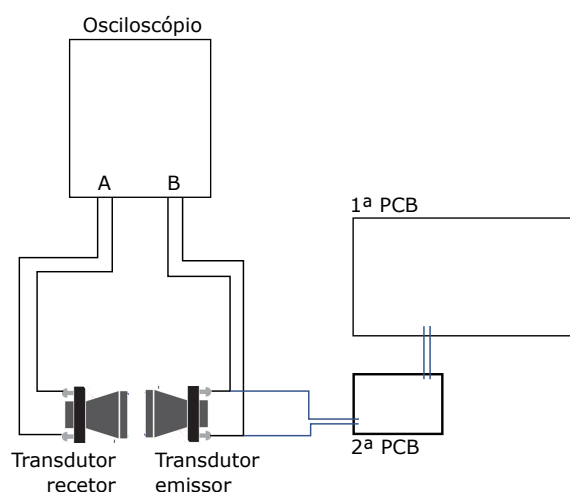 Osciloscópio
A
B
1ª PCB
2ª PCB
Transdutor
recetor
Transdutor
emissor